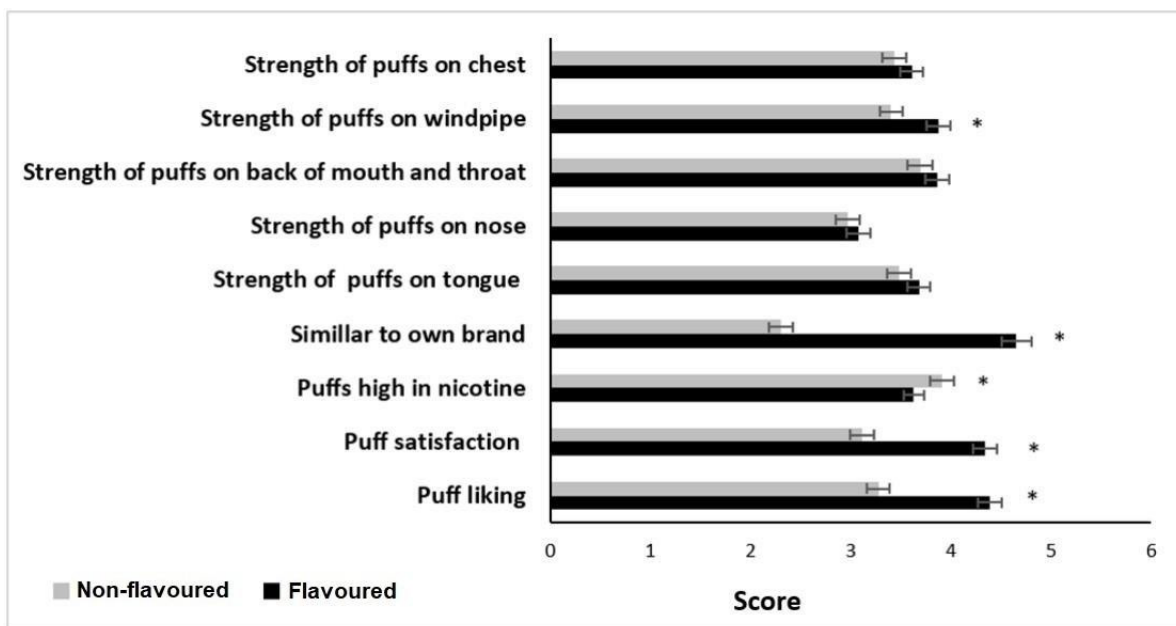 Strength of puffs on chest
Strength of puffs on windpipe
*
Strength of puffs on back of mouth and throat
Strength of puffs on nose
Strength of puffs on tongue
Simillar to own brand
*
Puffs high in nicotine
*
Puff satisfaction
*
Puff liking
*
0 1 2 3 4 5 6
Non-flavoured Flavoured
Score